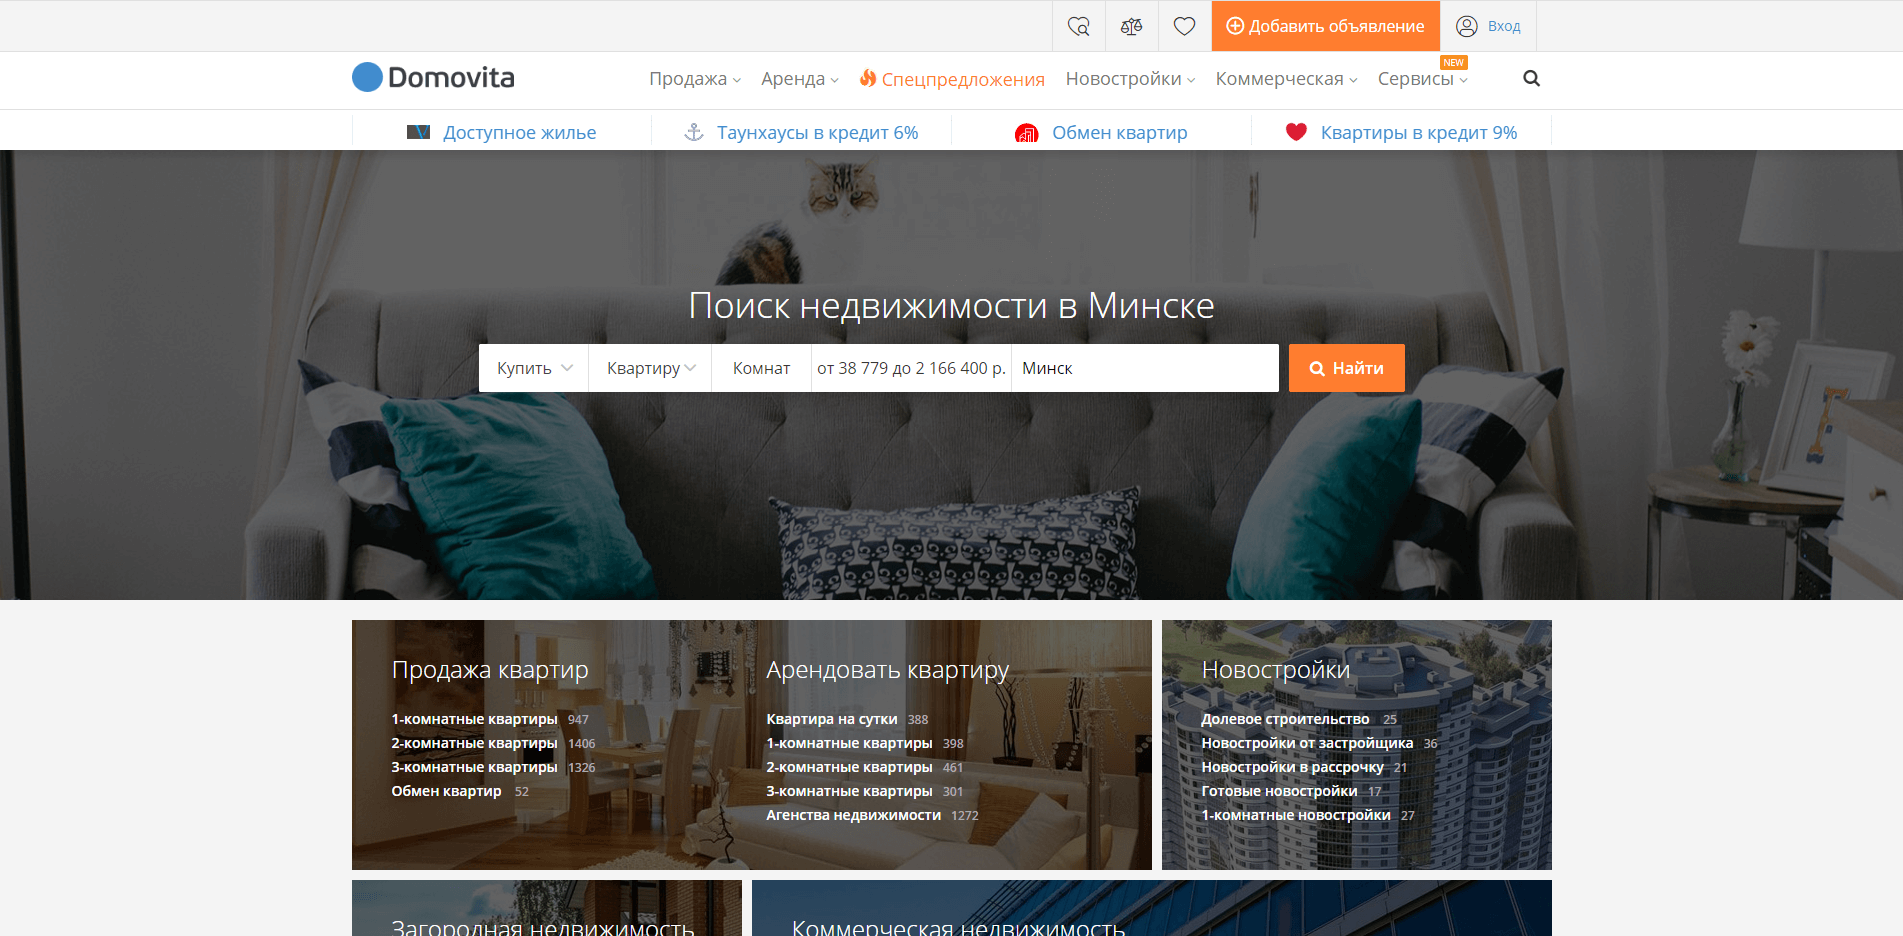 Добавить объявление
Вход
Domovita
Продажа
Аренда
Спецпредложения
Новостройки
Коммерческая
Сервисы
NEW
Доступное жилье
Таунхаусы в кредит 6%
Обмен квартир
Квартиры в кредит 9%
Поиск недвижимости в Минске
Купить
Квартиру
Комнат
от 38 779 до 2 166 400 р.
Минск
Найти
Продажа квартир
1-комнатные квартиры 947
2-комнатные квартиры 1406
3-комнатные квартиры 1326
Обмен квартир 52
Арендовать квартиру
Квартира на сутки 388
1-комнатные квартиры 398
2-комнатные квартиры 461
3-комнатные квартиры 301
Агенства недвижимости 1272
Новостройки
Долевое строительство 25
Новостройки от застройщика 36
Новостройки в рассрочку 21
Готовые новостройки 17
1-комнатные новостройки 27
Загородная недвижимость
Коммерческая недвижимость